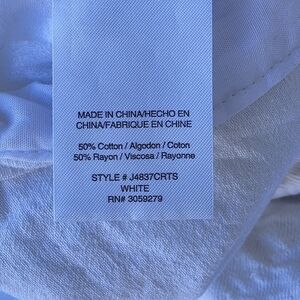 MADE IN CHINA/HECHO EN
CHINA/FABRIQUE EN CHINE
50% Cotton / Algodon / Coton
50% Rayon / Viscosa / Rayonne
STYLE # J4837CRTS
WHITE
RN# 3059279